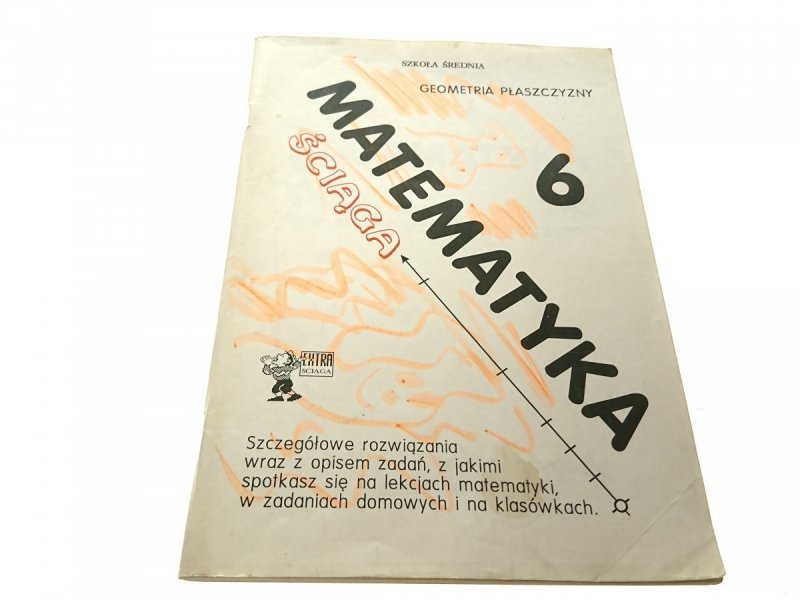 SZKOŁA ŚREDNIA
GEOMETRIA PŁASZCZYZNY
6
MATEMATYKA
ŚCIĄGA
EXTRA
ŚCIĄGA
Szczegółowe rozwiązania
wraz z opisem zadań, z jakimi
spotkasz się na lekcjach matematyki,
w zadaniach domowych i na klasówkach.